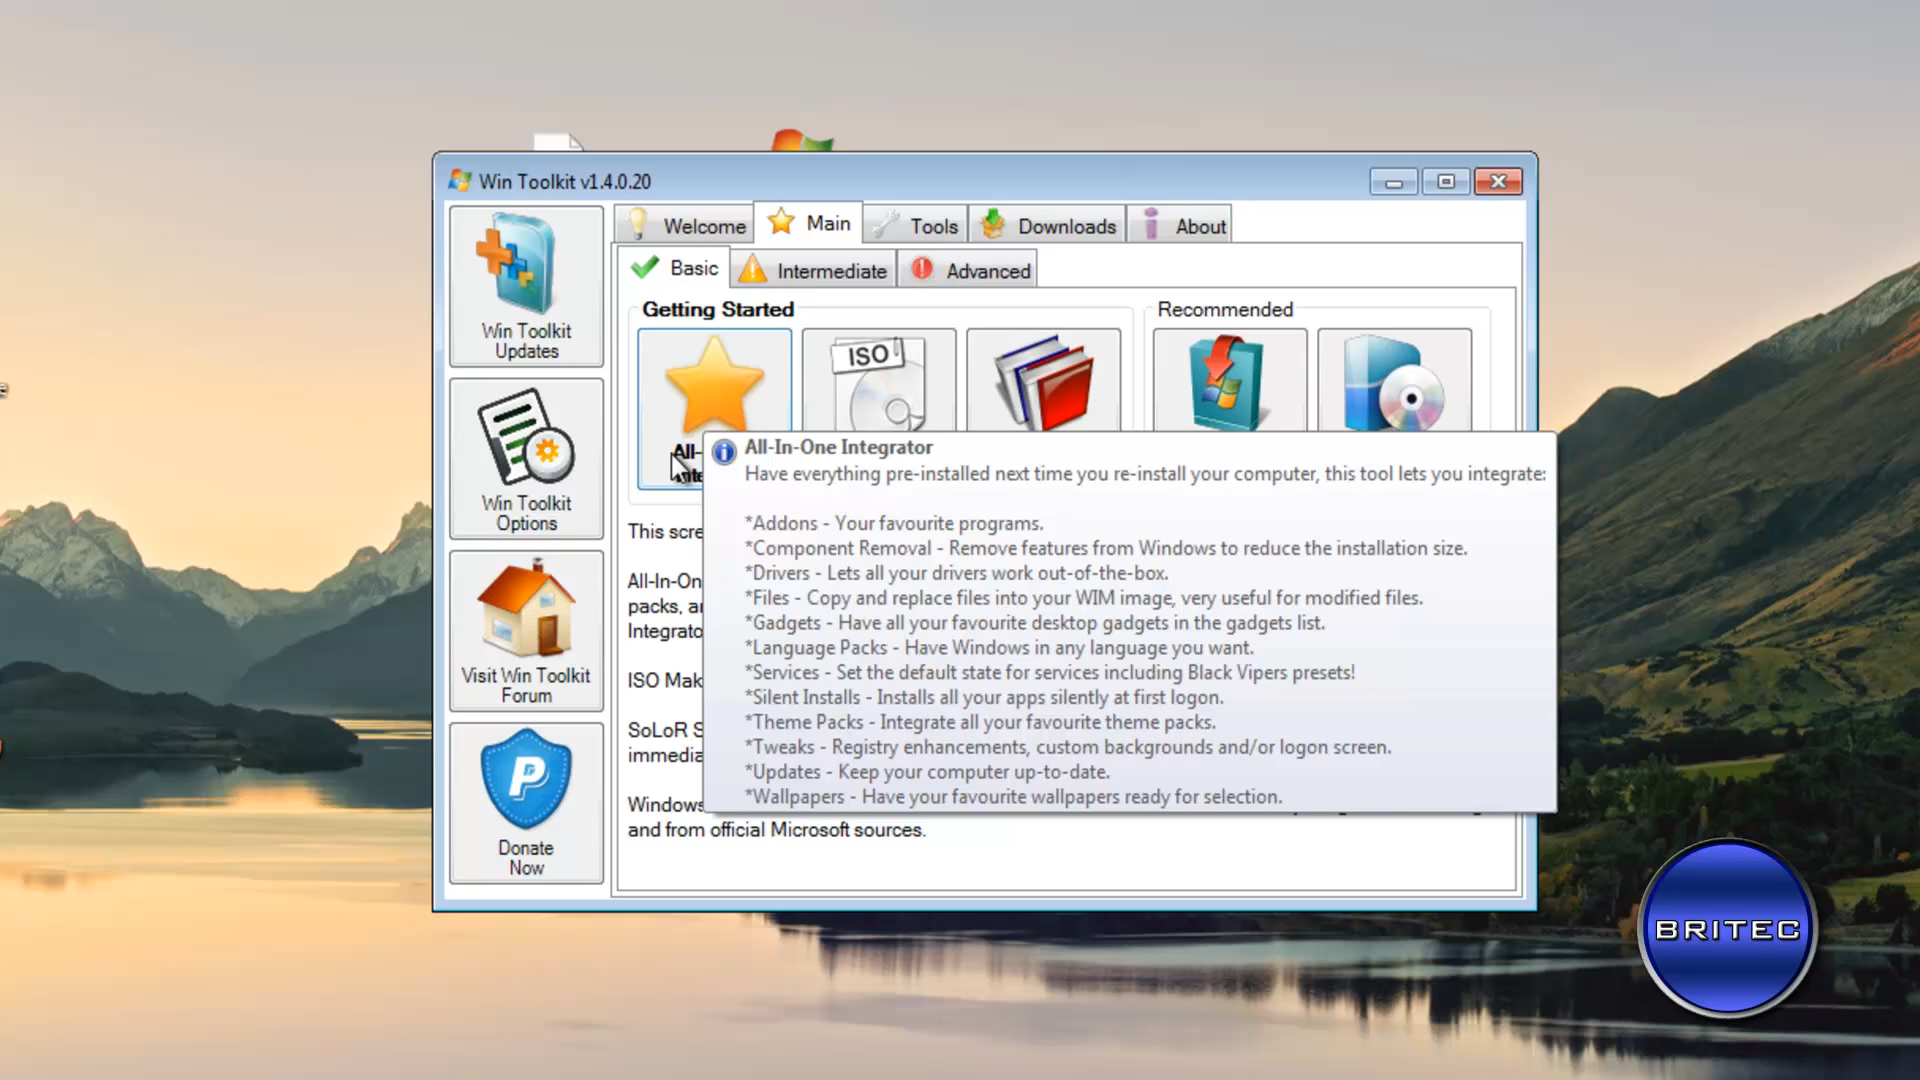 Win Toolkit v1.4.0.20
Welcome
Main
Tools
Downloads
About
Basic
Intermediate
Advanced
Getting Started
Recommended
ISO
Win Toolkit
Updates
Win Toolkit
Options
Visit Win Toolkit
Forum
P
Donate
Now
All-
This scre
All-In-On
packs, a
Integrato
ISO Mak
SoLoR S
immedia
Windows
and from official Microsoft sources.
All-In-One Integrator
Have everything pre-installed next time you re-install your computer, this tool lets you integrate:
*Addons - Your favourite programs.
*Component Removal - Remove features from Windows to reduce the installation size.
*Drivers - Lets all your drivers work out-of-the-box.
*Files - Copy and replace files into your WIM image, very useful for modified files.
*Gadgets - Have all your favourite desktop gadgets in the gadgets list.
*Language Packs - Have Windows in any language you want.
*Services - Set the default state for services including Black Vipers presets!
*Silent Installs - Installs all your apps silently at first logon.
*Theme Packs - Integrate all your favourite theme packs.
*Tweaks - Registry enhancements, custom backgrounds and/or logon screen.
*Updates - Keep your computer up-to-date.
*Wallpapers - Have your favourite wallpapers ready for selection.
BRITEC